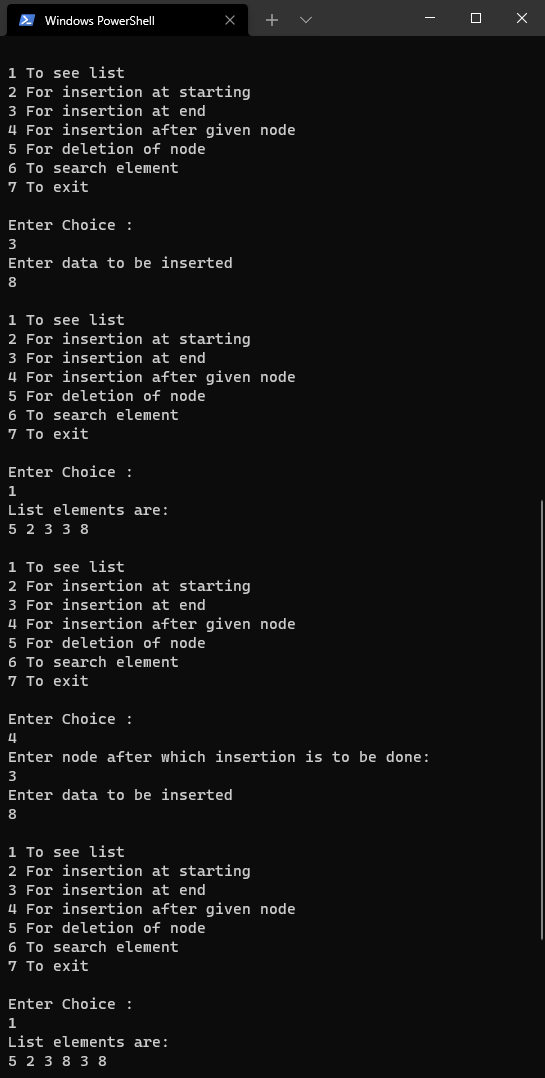 Windows PowerShell
1 To see list
2 For insertion at starting
3 For insertion at end
4 For insertion after given node
5 For deletion of node
6 To search element
7 To exit
Enter Choice :
3
Enter data to be inserted
8
1 To see list
2 For insertion at starting
3 For insertion at end
4 For insertion after given node
5 For deletion of node
6 To search element
7 To exit
Enter Choice :
1
List elements are:
5 2 3 3 8
1 To see list
2 For insertion at starting
3 For insertion at end
4 For insertion after given node
5 For deletion of node
6 To search element
7 To exit
Enter Choice :
4
Enter node after which insertion is to be done:
3
Enter data to be inserted
8
1 To see list
2 For insertion at starting
3 For insertion at end
4 For insertion after given node
5 For deletion of node
6 To search element
7 To exit
Enter Choice :
1
List elements are:
5 2 3 8 3 8